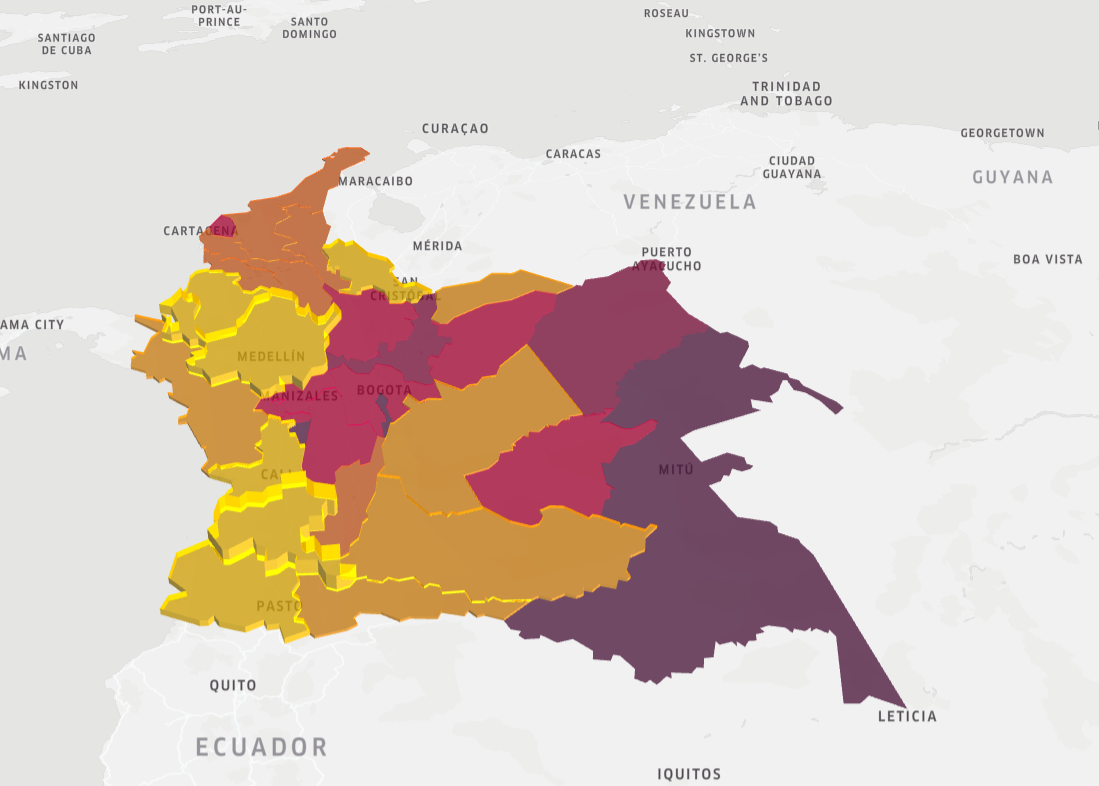 PORT-AU-
PRINCE
SANTO
DOMINGO
SANTIAGO
DE CUBA
KINGSTON
ROSEAU
KINGSTOWN
ST. GEORGE'S
TRINIDAD
AND TOBAGO
CURAÇAO
CARACAS
GEORGETOWN
CIUDAD
GUAYANA
GUYANA
MARACAIBO
VENEZUELA
CARTAGENA
MÉRIDA
PUERTO
AYACUCHO
BOA VISTA
SAN
CRISTÓBAL
AMA CITY
MA
MEDELLÍN
MANIZALES
BOGOTA
CALI
MITÚ
PASTO
QUITO
LETICIA
ECUADOR
IQUITOS